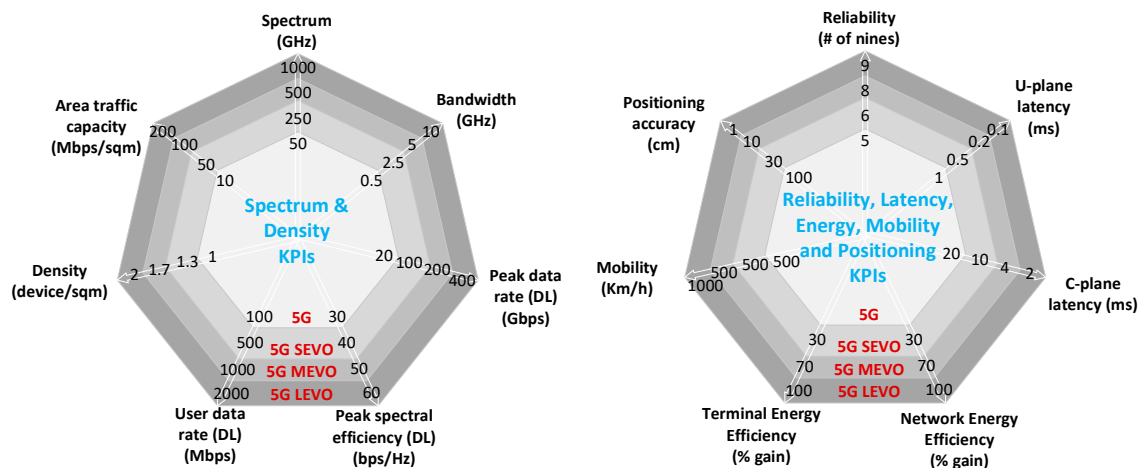 Spectrum
(GHz)
1000
500
250
50
Bandwidth
(GHz)
10
5
2.5
0.5
Area traffic
capacity
(Mbps/sqm)
200
100
50
10
Spectrum &
Density
KPIs
Density
(device/sqm)
2
1.7
1.3
1
20
100
200
400
Peak data
rate (DL)
(Gbps)
100
500
1000
2000
5G
5G SEVO
5G MEVO
5G LEVO
30
40
50
60
User data
rate (DL)
(Mbps)
Peak spectral
efficiency (DL)
(bps/Hz)
Reliability
(# of nines)
9
8
6
5
Positioning
accuracy
(cm)
1
10
30
100
U-plane
latency
(ms)
0.1
0.2
0.5
1
Reliability, Latency,
Energy, Mobility
and Positioning
KPIs
Mobility
(Km/h)
1000
500
500
500
20
10
4
2
C-plane
latency (ms)
5G
5G SEVO
5G MEVO
5G LEVO
30
70
100
30
70
100
Terminal Energy
Efficiency
(% gain)
Network Energy
Efficiency
(% gain)